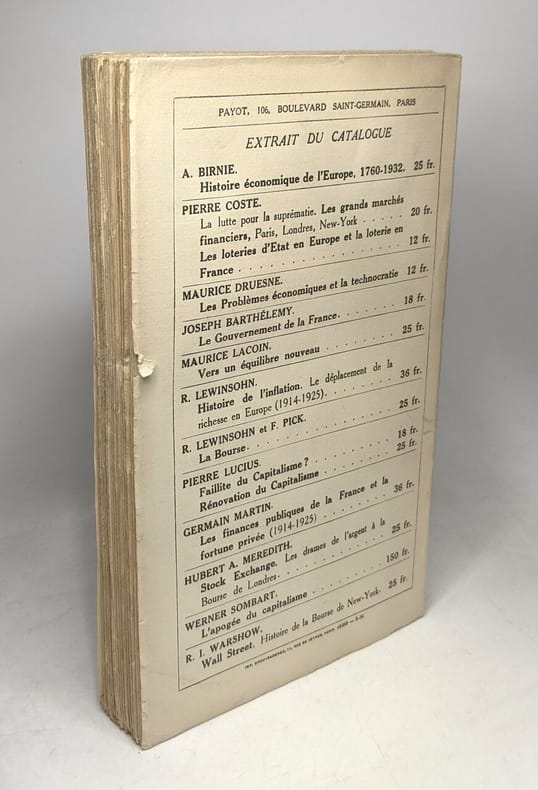 PAYOT, 106, BOULEVARD SAINT-GERMAIN, PARIS
EXTRAIT DU CATALOGUE
A. BIRNIE.
Histoire économique de l'Europe, 1760-1932. 25 fr.
PIERRE COSTE.
La lutte pour la suprématie. Les grands marchés
financiers, Paris, Londres, New-York . . . . . 20 fr.
Les loteries d'Etat en Europe et la loterie en
France . . . . . . . . . . . . . . . . 12 fr.
MAURICE DRUESNE.
Les Problèmes économiques et la technocratie 12 fr.
JOSEPH BARTHÉLEMY.
Le Gouvernement de la France. . . . . . . 18 fr.
MAURICE LACOIN.
Vers un équilibre nouveau . . . . . . . . 25 fr.
R. LEWINSOHN.
Histoire de l'inflation. Le déplacement de la
richesse en Europe (1914-1925). . . . . . . 36 fr.
R. LEWINSOHN et F. PICK.
La Bourse. . . . . . . . . . . . . . . 25 fr.
PIERRE LUCIUS.
Faillite du Capitalisme ? . . . . . . . . . 18 fr.
Rénovation du Capitalisme . . . . . . . . 25 fr.
GERMAIN MARTIN.
Les finances publiques de la France et la
fortune privée (1914-1925) . . . . . . . . 36 fr.
HUBERT A. MEREDITH.
Stock Exchange. Les drames de l'argent à la
Bourse de Londres. . . . . . . . . . . . 25 fr.
WERNER SOMBART.
L'apogée du capitalisme . . . . . . . . . 150 fr.
R. I. WARSHOW.
Wall Street. Histoire de la Bourse de New-York. 25 fr.